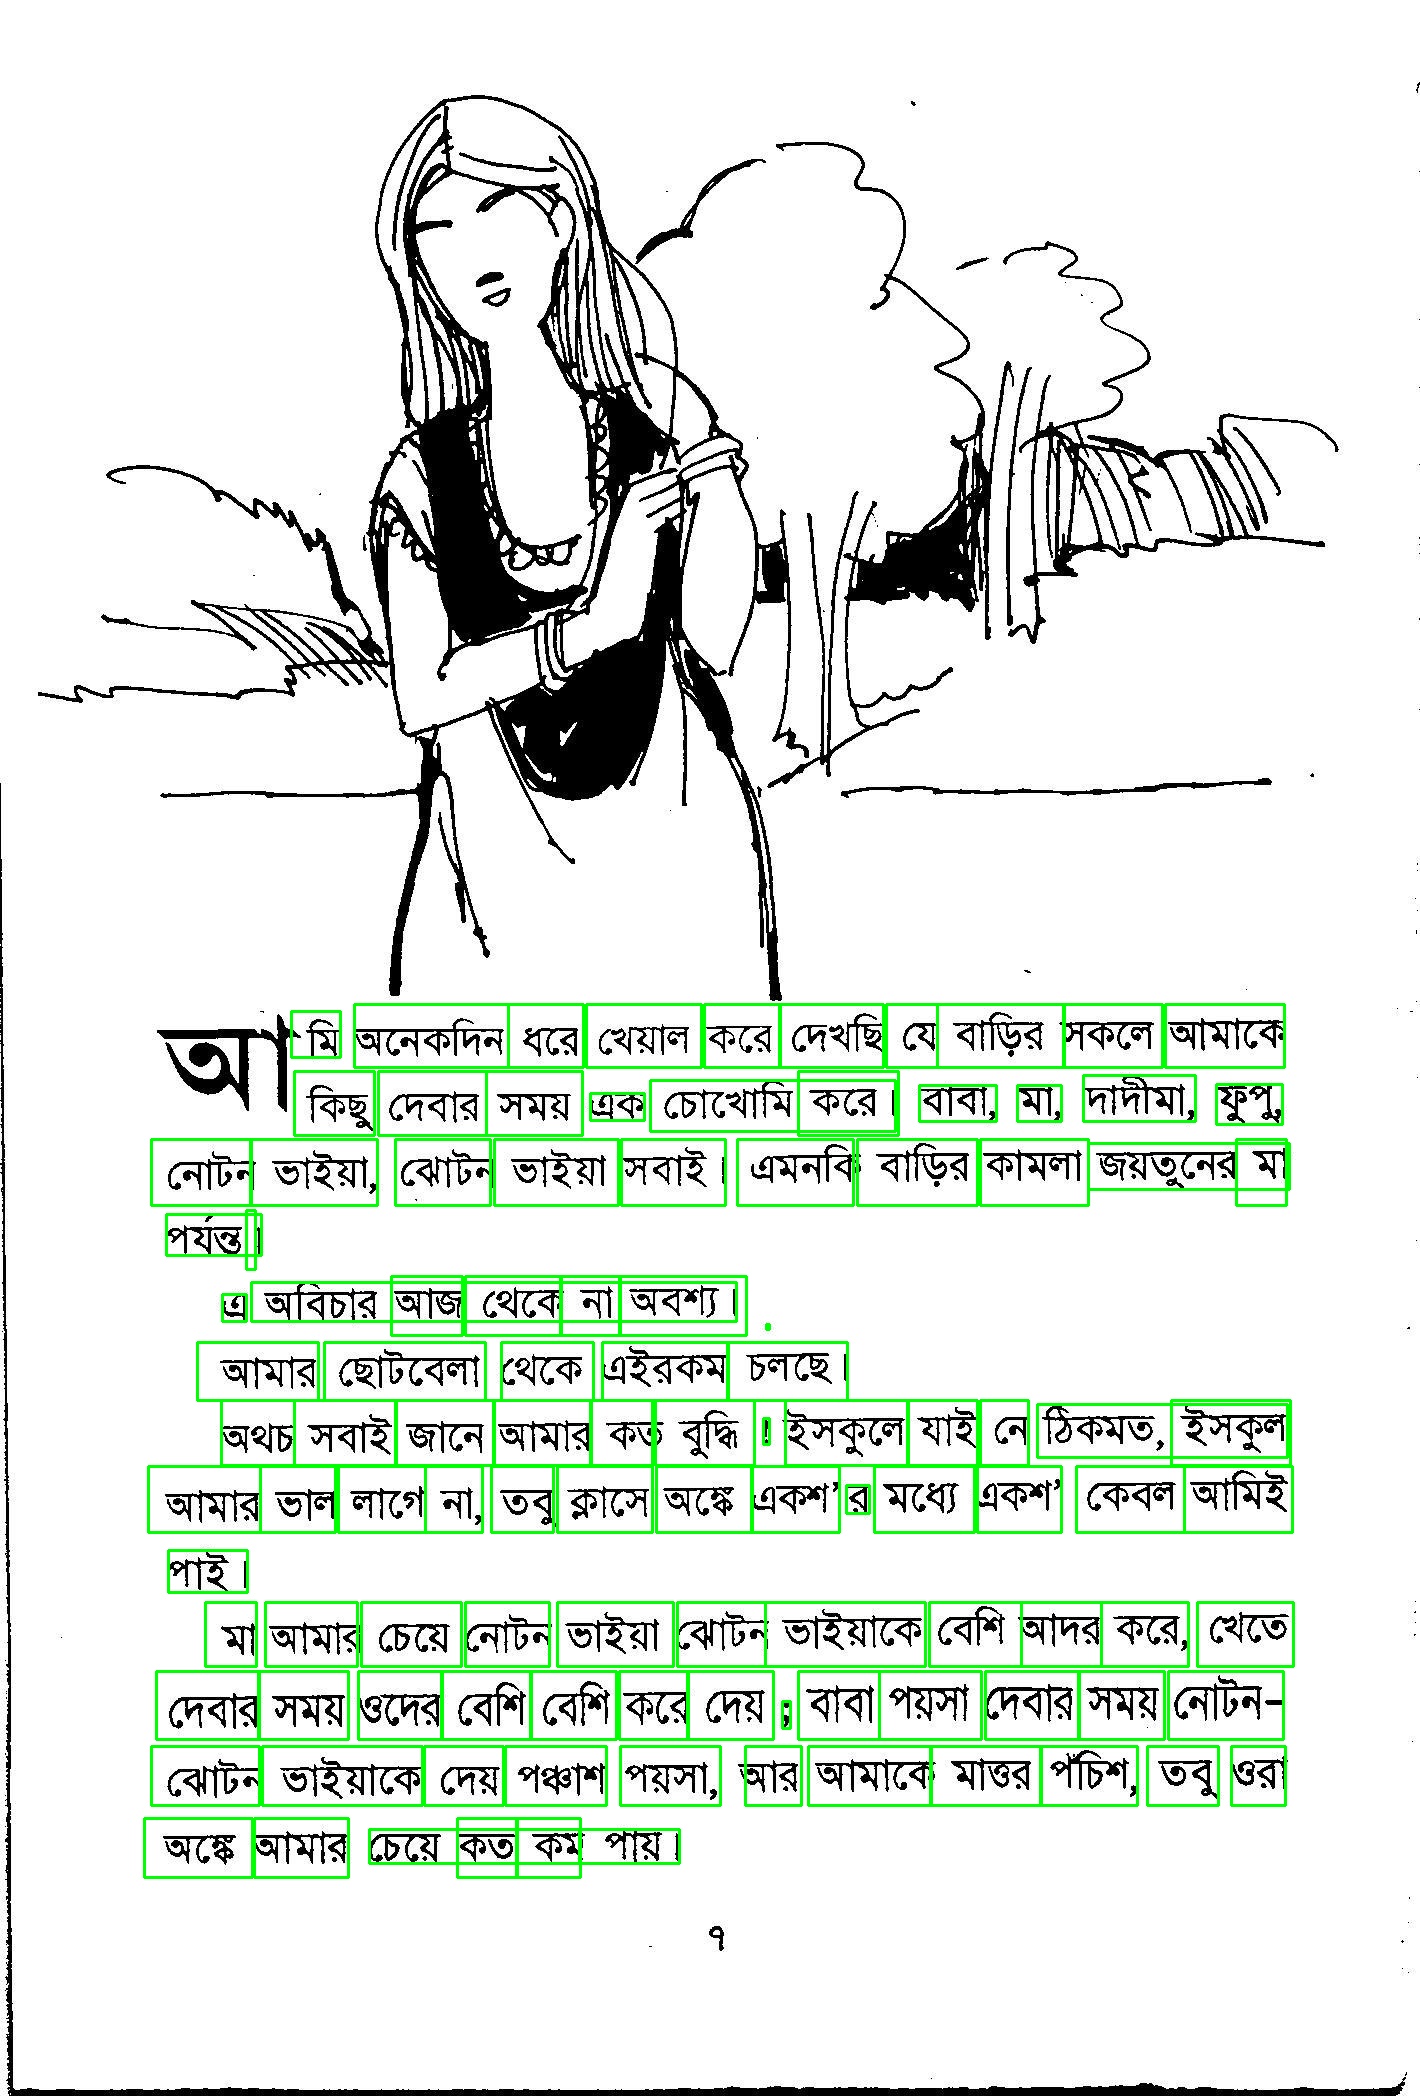 আমি অনেকদিন ধরে খেয়াল করে দেখছি যে বাড়ির সকলে আমাকে
কিছু দেবার সময় একচোখোমি করে। বাবা, মা, দাদীমা, ফুপু,
নোটন ভাইয়া, ঝোটন ভাইয়া সবাই। এমনকি বাড়ির কামলা জয়তুনের মা
পর্যন্ত।
এ অবিচার আজ থেকে না অবশ্য।
আমার ছোটবেলা থেকে এইরকম চলছে।
অথচ সবাই জানে আমার কত বুদ্ধি! ইসকুলে যাই নে ঠিকমত, ইসকুল
আমার ভাল লাগে না, তবু ক্লাসে অঙ্কে একশ’র মধ্যে একশ’ কেবল আমিই
পাই।
মা আমার চেয়ে নোটন ভাইয়া ঝোটন ভাইয়াকে বেশি আদর করে, খেতে
দেবার সময় ওদের বেশি বেশি করে দেয়; বাবা পয়সা দেবার সময় নোটন-
ঝোটন ভাইয়াকে দেয় পঞ্চাশ পয়সা, আর আমাকে মাত্তর পঁচিশ, তবু ওরা
অঙ্কে আমার চেয়ে কত কম পায়।
৭